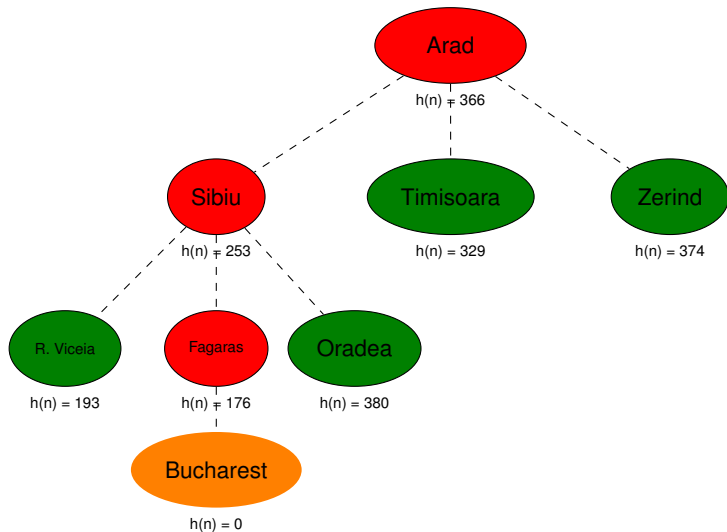 Arad
h(n) = 366
Sibiu
Timisoara
Zerind
h(n) = 253
h(n) = 329
h(n) = 374
R. Viceia
Fagaras
Oradea
h(n) = 193
h(n) = 176
h(n) = 380
Bucharest
h(n) = 0